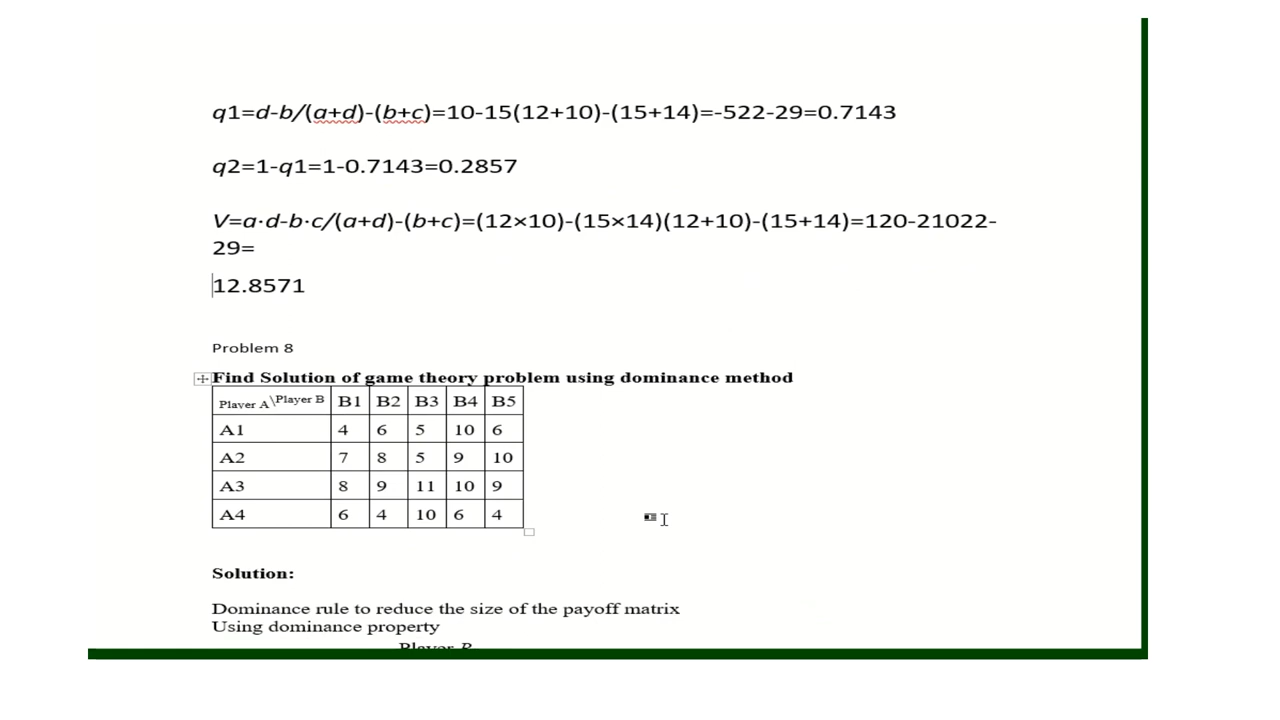 q1=d-b/(a+d)-(b+c)=10-15(12+10)-(15+14)=-522-29=0.7143
q2=1-q1=1-0.7143=0.2857
V=a·d-b·c/(a+d)-(b+c)=(12×10)-(15×14)(12+10)-(15+14)=120-21022-
29=
12.8571
Problem 8
Find Solution of game theory problem using dominance method
Player A\Player B B1 B2 B3 B4 B5
A1 4 6 5 10 6
A2 7 8 5 9 10
A3 8 9 11 10 9
A4 6 4 10 6 4
Solution:
Dominance rule to reduce the size of the payoff matrix
Using dominance property
Player B